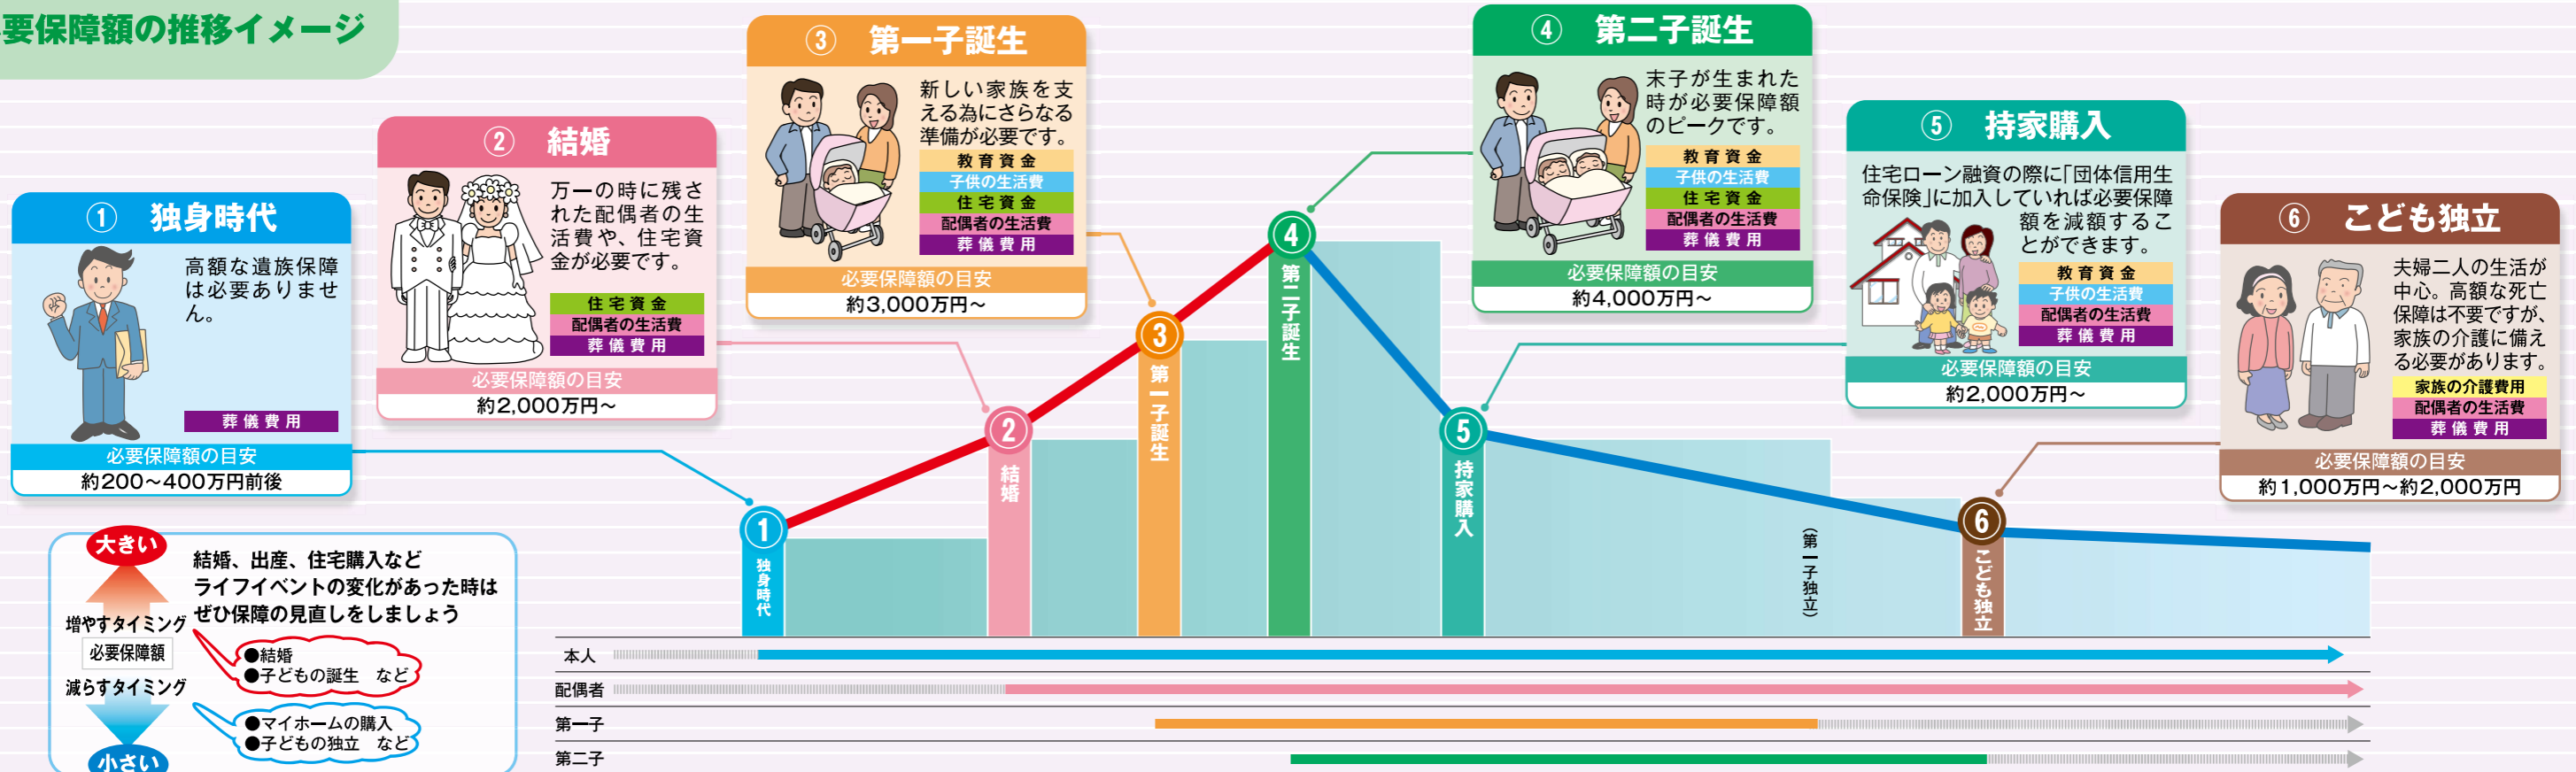 要保障額の推移イメージ
① 独身時代
高額な遺族保障
は必要ありませ
ん。
葬儀費用
必要保障額の目安
約200～400万円前後
② 結婚
万一の時に残さ
れた配偶者の生
活費や、住宅資
金が必要です。
住宅資金
配偶者の生活費
葬儀費用
必要保障額の目安
約2,000万円～
③ 第一子誕生
新しい家族を支
える為にさらなる
準備が必要です。
教育資金
子供の生活費
住宅資金
配偶者の生活費
葬儀費用
必要保障額の目安
約3,000万円～
④ 第二子誕生
末子が生まれた
時が必要保障額
のピークです。
教育資金
子供の生活費
住宅資金
配偶者の生活費
葬儀費用
必要保障額の目安
約4,000万円～
⑤ 持家購入
住宅ローン融資の際に「団体信用生
命保険」に加入していれば必要保障
額を減額するこ
とができます。
教育資金
子供の生活費
配偶者の生活費
葬儀費用
必要保障額の目安
約2,000万円～
⑥ こども独立
夫婦二人の生活が
中心。高額な死亡
保障は不要ですが、
家族の介護に備え
る必要があります。
家族の介護費用
配偶者の生活費
葬儀費用
必要保障額の目安
約1,000万円～約2,000万円
1
独身時代
2
結婚
3
第一子誕生
4
第二子誕生
5
持家購入
（第一子独立）
6
こども独立
大きい
増やすタイミング
必要保障額
減らすタイミング
小さい
結婚、出産、住宅購入など
ライフイベントの変化があった時は
ぜひ保障の見直しをしましょう
●結婚
●子どもの誕生 など
●マイホームの購入
●子どもの独立 など
本人
配偶者
第一子
第二子